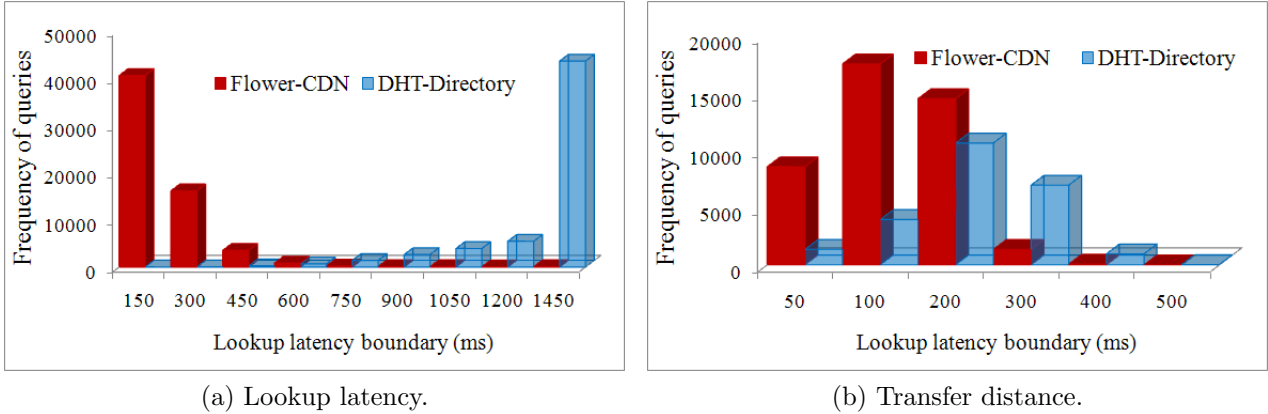 50000
40000
30000
20000
10000
0
Frequency of queries
Flower-CDN DHT-Directory
150 300 450 600 750 900 1050 1200 1450
Lookup latency boundary (ms)
(a) Lookup latency.
20000
15000
10000
5000
0
Frequency of queries
Flower-CDN DHT-Directory
50 100 200 300 400 500
Lookup latency boundary (ms)
(b) Transfer distance.